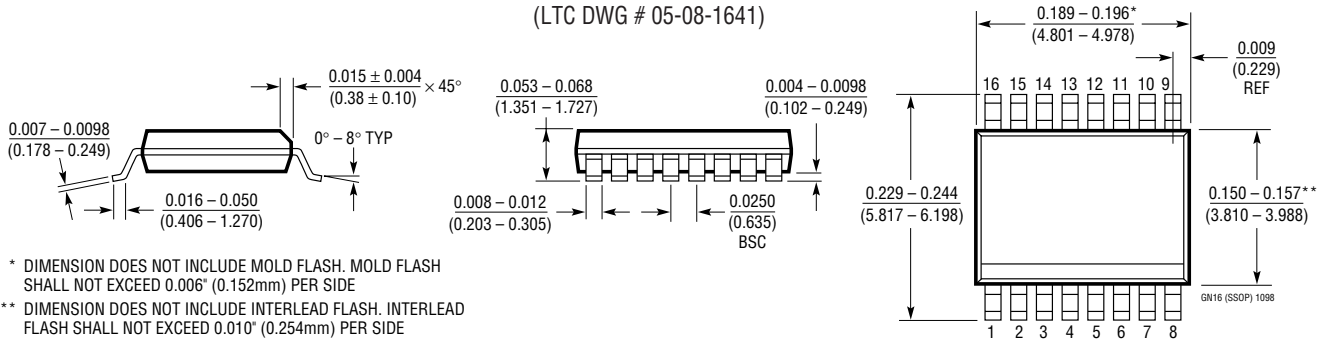 (LTC DWG # 05-08-1641)
0.015 ± 0.004
(0.38 ± 0.10)
× 45°
0.007 – 0.0098
(0.178 – 0.249)
0° – 8° TYP
0.016 – 0.050
(0.406 – 1.270)
0.053 – 0.068
(1.351 – 1.727)
0.004 – 0.0098
(0.102 – 0.249)
0.008 – 0.012
(0.203 – 0.305)
0.0250
(0.635)
BSC
0.189 – 0.196*
(4.801 – 4.978)
0.009
(0.229)
REF
16 15 14 13 12 11 10 9
0.229 – 0.244
(5.817 – 6.198)
0.150 – 0.157**
(3.810 – 3.988)
GN16 (SSOP) 1098
1 2 3 4 5 6 7 8
* DIMENSION DOES NOT INCLUDE MOLD FLASH. MOLD FLASH
SHALL NOT EXCEED 0.006" (0.152mm) PER SIDE
** DIMENSION DOES NOT INCLUDE INTERLEAD FLASH. INTERLEAD
FLASH SHALL NOT EXCEED 0.010" (0.254mm) PER SIDE